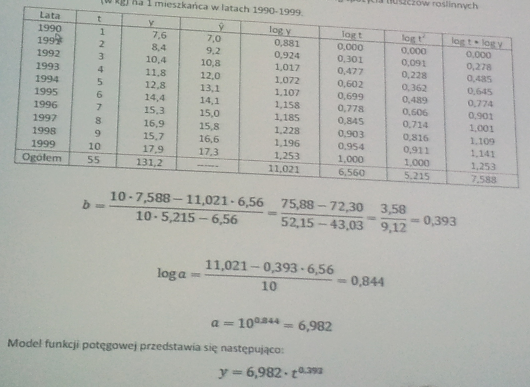 (w kg) na 1 mieszkańca w latach 1990-1999. tłuszczów roślinnych
Lata t y ŷ log y log t log t² log t • log y
1990 1 7,6 7,0 0,881 0,000 0,000 0,000
1991 2 8,4 9,2 0,924 0,301 0,091 0,278
1992 3 10,4 10,8 1,017 0,477 0,228 0,485
1993 4 11,8 12,0 1,072 0,602 0,362 0,645
1994 5 12,8 13,1 1,107 0,699 0,489 0,774
1995 6 14,4 14,1 1,158 0,778 0,606 0,901
1996 7 15,3 15,0 1,185 0,845 0,714 1,001
1997 8 16,9 15,8 1,228 0,903 0,816 1,109
1998 9 15,7 16,6 1,196 0,954 0,911 1,141
1999 10 17,9 17,3 1,253 1,000 1,000 1,253
Ogółem 55 131,2 ------ 11,021 6,560 5,215 7,588
b = (10 · 7,588 − 11,021 · 6,56) / (10 · 5,215 − 6,56) = (75,88 − 72,30) / (52,15 − 43,03) = 3,58 / 9,12 = 0,393
log a = (11,021 − 0,393 · 6,56) / 10 = 0,844
a = 10^0,844 = 6,982
Model funkcji potęgowej przedstawia się następująco:
y = 6,982 · t^0,393